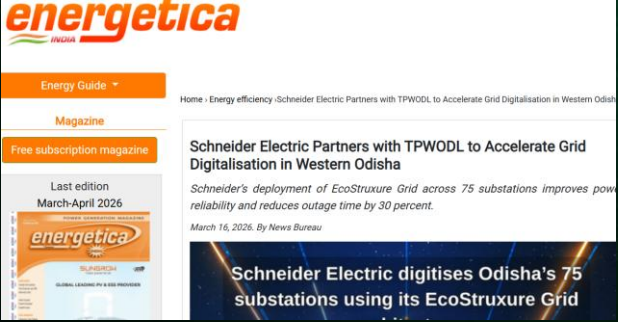 energetica
INDIA
Energy Guide
Home › Energy efficiency ›Schneider Electric Partners with TPWODL to Accelerate Grid Digitalisation in Western Odish
Magazine
Free subscription magazine
Schneider Electric Partners with TPWODL to Accelerate Grid
Digitalisation in Western Odisha
Schneider's deployment of EcoStruxure Grid across 75 substations improves powe
reliability and reduces outage time by 30 percent.
March 16, 2026. By News Bureau
Last edition
March-April 2026
POWER GENERATION MAGAZINE
energetica
INDIA
SUNGROW
GLOBAL LEADING PV & ESS PROVIDER
Schneider Electric digitises Odisha's 75
substations using its EcoStruxure Grid